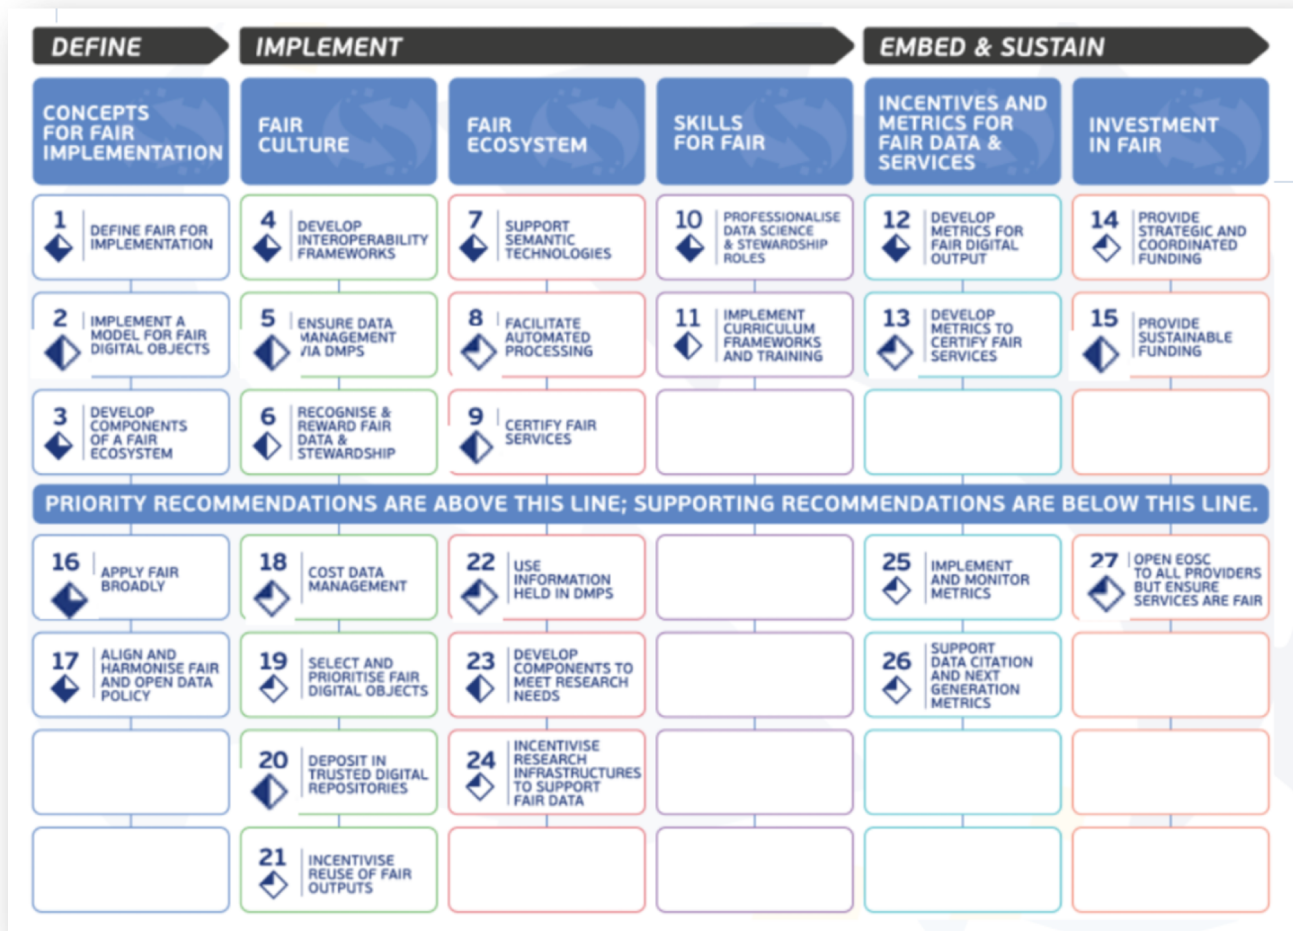 DEFINE
IMPLEMENT
EMBED & SUSTAIN
CONCEPTS
FOR FAIR
IMPLEMENTATION
FAIR
CULTURE
FAIR
ECOSYSTEM
SKILLS
FOR FAIR
INCENTIVES AND
METRICS FOR
FAIR DATA &
SERVICES
INVESTMENT
IN FAIR
1
DEFINE FAIR FOR
IMPLEMENTATION
4
DEVELOP
INTEROPERABILITY
FRAMEWORKS
7
SUPPORT
SEMANTIC
TECHNOLOGIES
10
PROFESSIONALISE
DATA SCIENCE
& STEWARDSHIP
ROLES
12
DEVELOP
METRICS FOR
FAIR DIGITAL
OUTPUT
14
PROVIDE
STRATEGIC AND
COORDINATED
FUNDING
2
IMPLEMENT A
MODEL FOR FAIR
DIGITAL OBJECTS
5
ENSURE DATA
MANAGEMENT
VIA DMPS
8
FACILITATE
AUTOMATED
PROCESSING
11
IMPLEMENT
CURRICULUM
FRAMEWORKS
AND TRAINING
13
DEVELOP
METRICS TO
CERTIFY FAIR
SERVICES
15
PROVIDE
SUSTAINABLE
FUNDING
3
DEVELOP
COMPONENTS
OF A FAIR
ECOSYSTEM
6
RECOGNISE &
REWARD FAIR
DATA &
STEWARDSHIP
9
CERTIFY FAIR
SERVICES
PRIORITY RECOMMENDATIONS ARE ABOVE THIS LINE; SUPPORTING RECOMMENDATIONS ARE BELOW THIS LINE.
16
APPLY FAIR
BROADLY
18
COST DATA
MANAGEMENT
22
USE
INFORMATION
HELD IN DMPS
25
IMPLEMENT
AND MONITOR
METRICS
27
OPEN EOSC
TO ALL PROVIDERS
BUT ENSURE
SERVICES ARE FAIR
17
ALIGN AND
HARMONISE FAIR
AND OPEN DATA
POLICY
19
SELECT AND
PRIORITISE FAIR
DIGITAL OBJECTS
23
DEVELOP
COMPONENTS TO
MEET RESEARCH
NEEDS
26
SUPPORT
DATA CITATION
AND NEXT
GENERATION
METRICS
20
DEPOSIT IN
TRUSTED DIGITAL
REPOSITORIES
24
INCENTIVISE
RESEARCH
INFRASTRUCTURES
TO SUPPORT
FAIR DATA
21
INCENTIVISE
REUSE OF FAIR
OUTPUTS